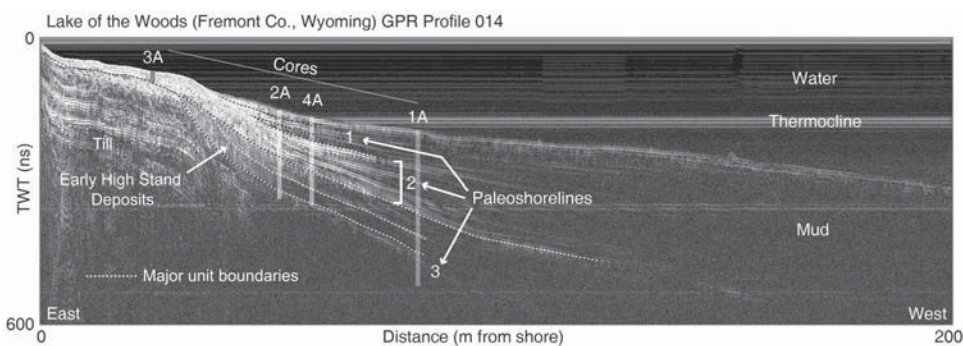 Lake of the Woods (Fremont Co., Wyoming) GPR Profile 014
0
3A
Cores
Water
2A
4A
1A
Thermocline
1
Till
TWT (ns)
Early High Stand
Deposits
2
Paleoshorelines
Mud
3
Major unit boundaries
East
West
600
0
Distance (m from shore)
200